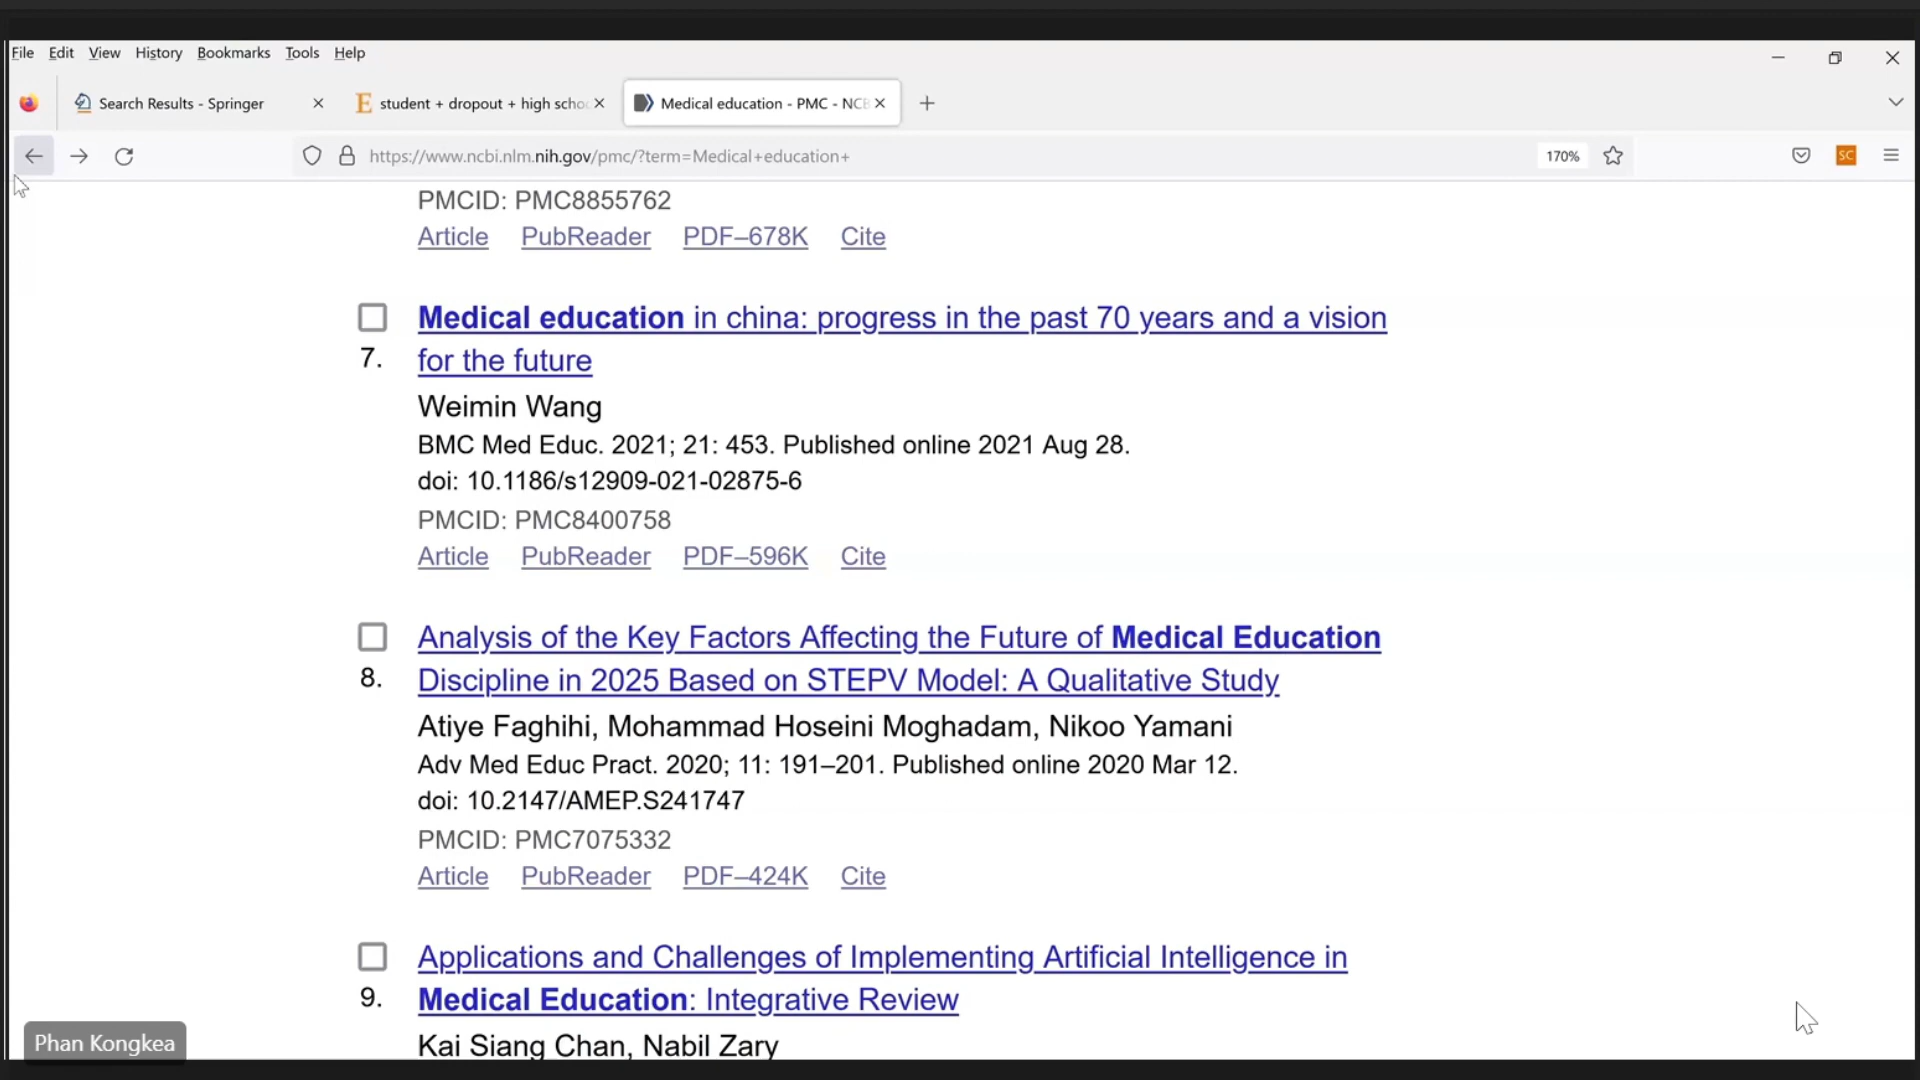 File Edit View History Bookmarks Tools Help
Search Results - Springer
E student + dropout + high scho
Medical education - PMC - NCB
https://www.ncbi.nlm.nih.gov/pmc/?term=Medical+education+
170%
SC
PMCID: PMC8855762
Article PubReader PDF–678K Cite
Medical education in china: progress in the past 70 years and a vision
7. for the future
Weimin Wang
BMC Med Educ. 2021; 21: 453. Published online 2021 Aug 28.
doi: 10.1186/s12909-021-02875-6
PMCID: PMC8400758
Article PubReader PDF–596K Cite
Analysis of the Key Factors Affecting the Future of Medical Education
8. Discipline in 2025 Based on STEPV Model: A Qualitative Study
Atiye Faghihi, Mohammad Hoseini Moghadam, Nikoo Yamani
Adv Med Educ Pract. 2020; 11: 191–201. Published online 2020 Mar 12.
doi: 10.2147/AMEP.S241747
PMCID: PMC7075332
Article PubReader PDF–424K Cite
Applications and Challenges of Implementing Artificial Intelligence in
9. Medical Education: Integrative Review
Kai Siang Chan, Nabil Zary
Phan Kongkea